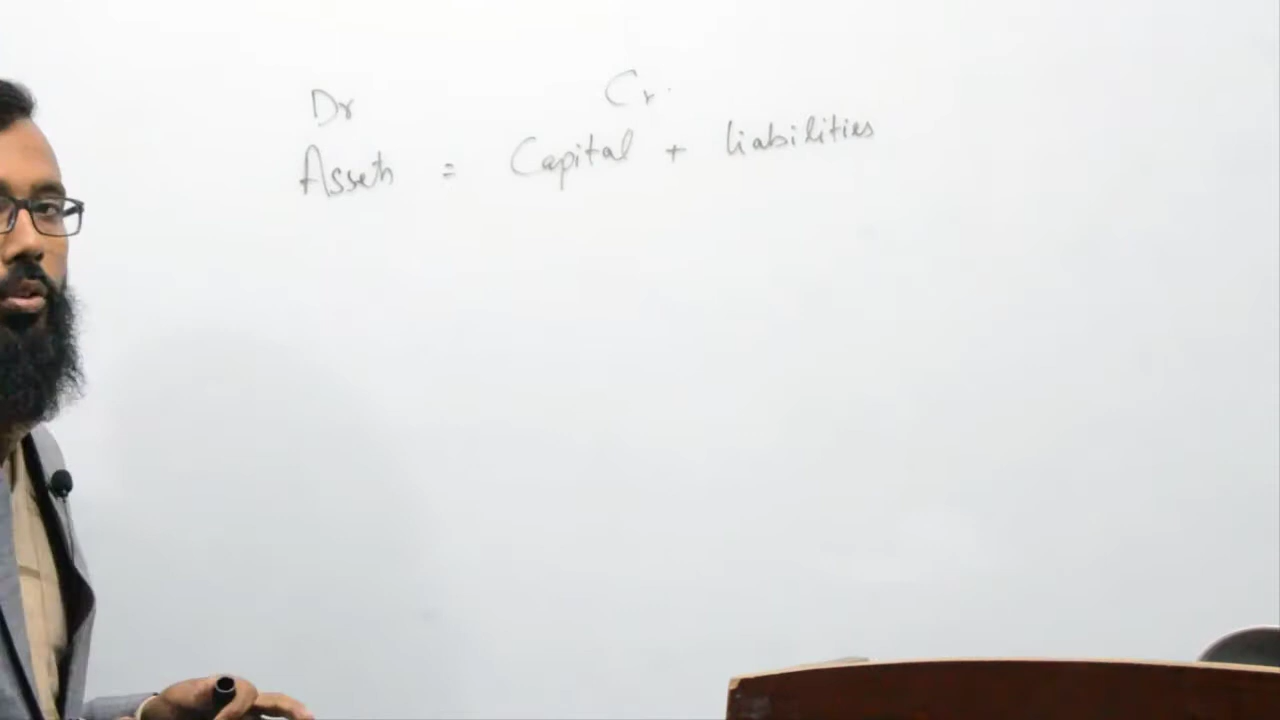 Dr Cr.
Assets = Capital + liabilities